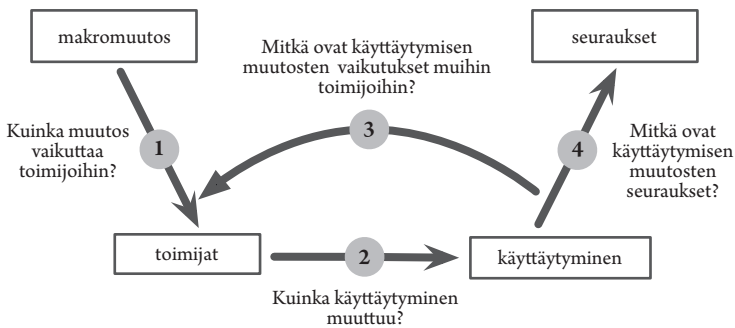 makromuutos
Mitkä ovat käyttäytymisen
muutosten vaikutukset muihin
toimijoihin?
seuraukset
Kuinka muutos
vaikuttaa
toimijoihin?
1
3
4
Mitkä ovat
käyttäytymisen
muutosten
seuraukset?
toimijat
2
käyttäytyminen
Kuinka käyttäytyminen
muuttuu?